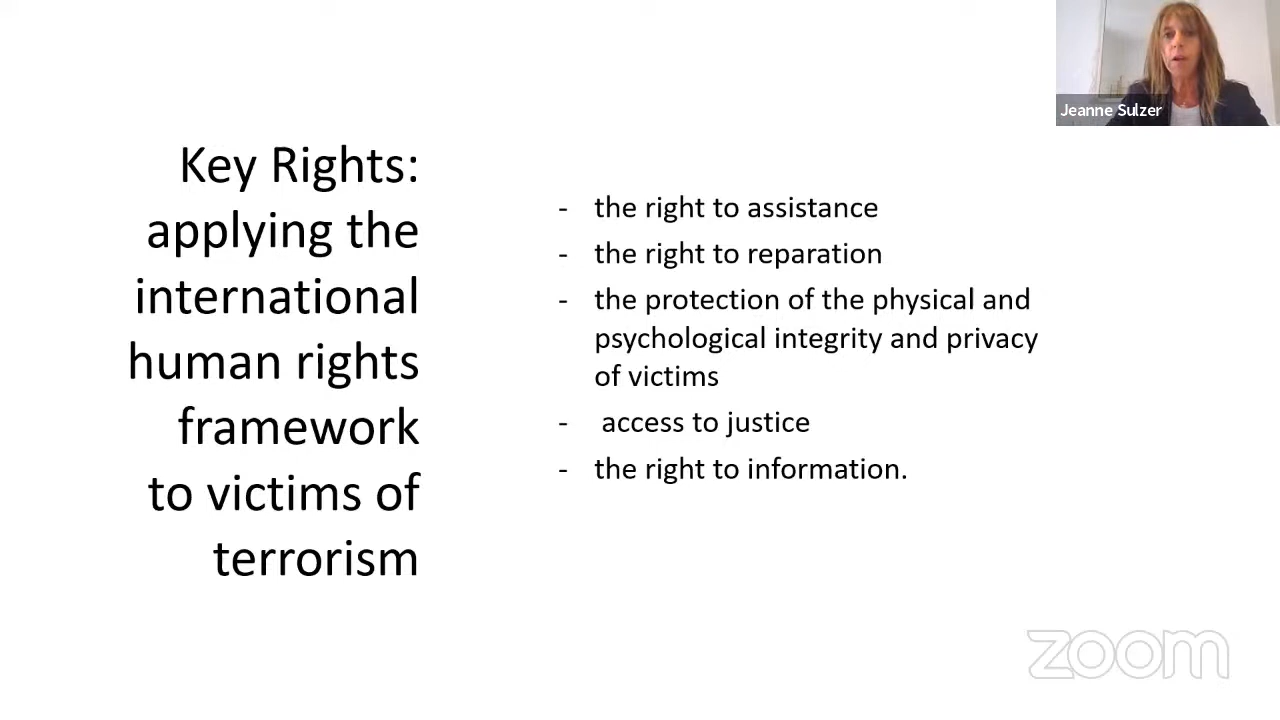 Jeanne Sulzer
Key Rights:
applying the
international
human rights
framework
to victims of
terrorism
- the right to assistance
- the right to reparation
- the protection of the physical and
psychological integrity and privacy
of victims
- access to justice
- the right to information.
zoom